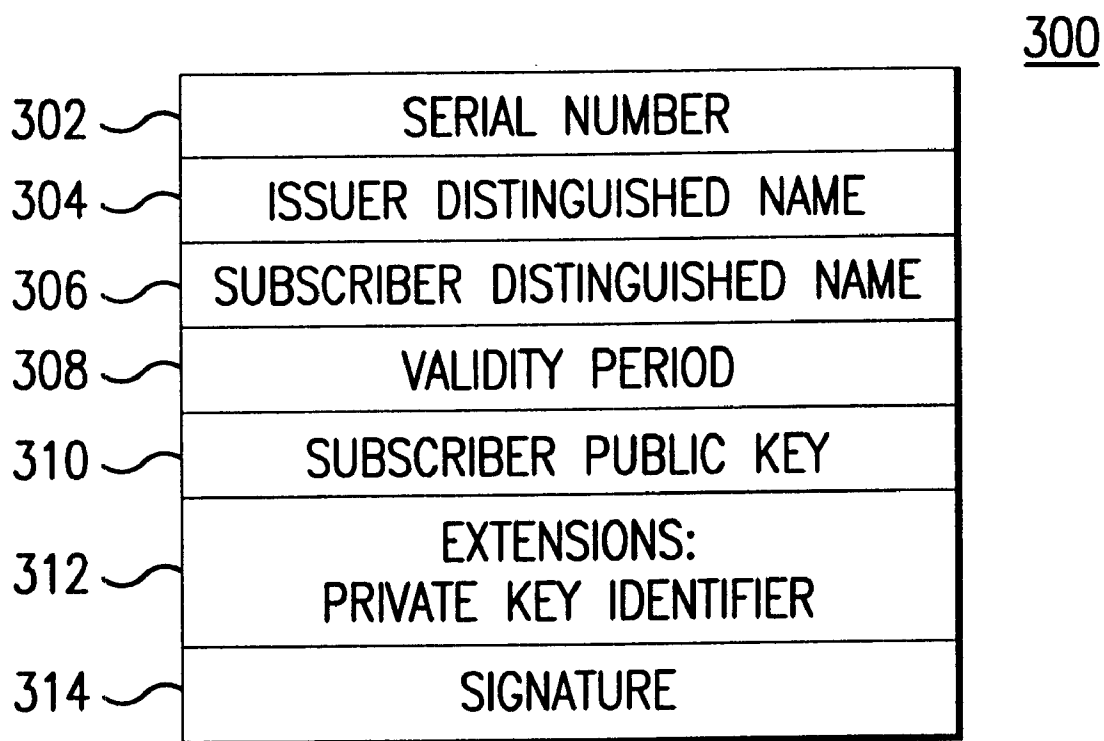 300
302 SERIAL NUMBER
304 ISSUER DISTINGUISHED NAME
306 SUBSCRIBER DISTINGUISHED NAME
308 VALIDITY PERIOD
310 SUBSCRIBER PUBLIC KEY
312 EXTENSIONS:
PRIVATE KEY IDENTIFIER
314 SIGNATURE